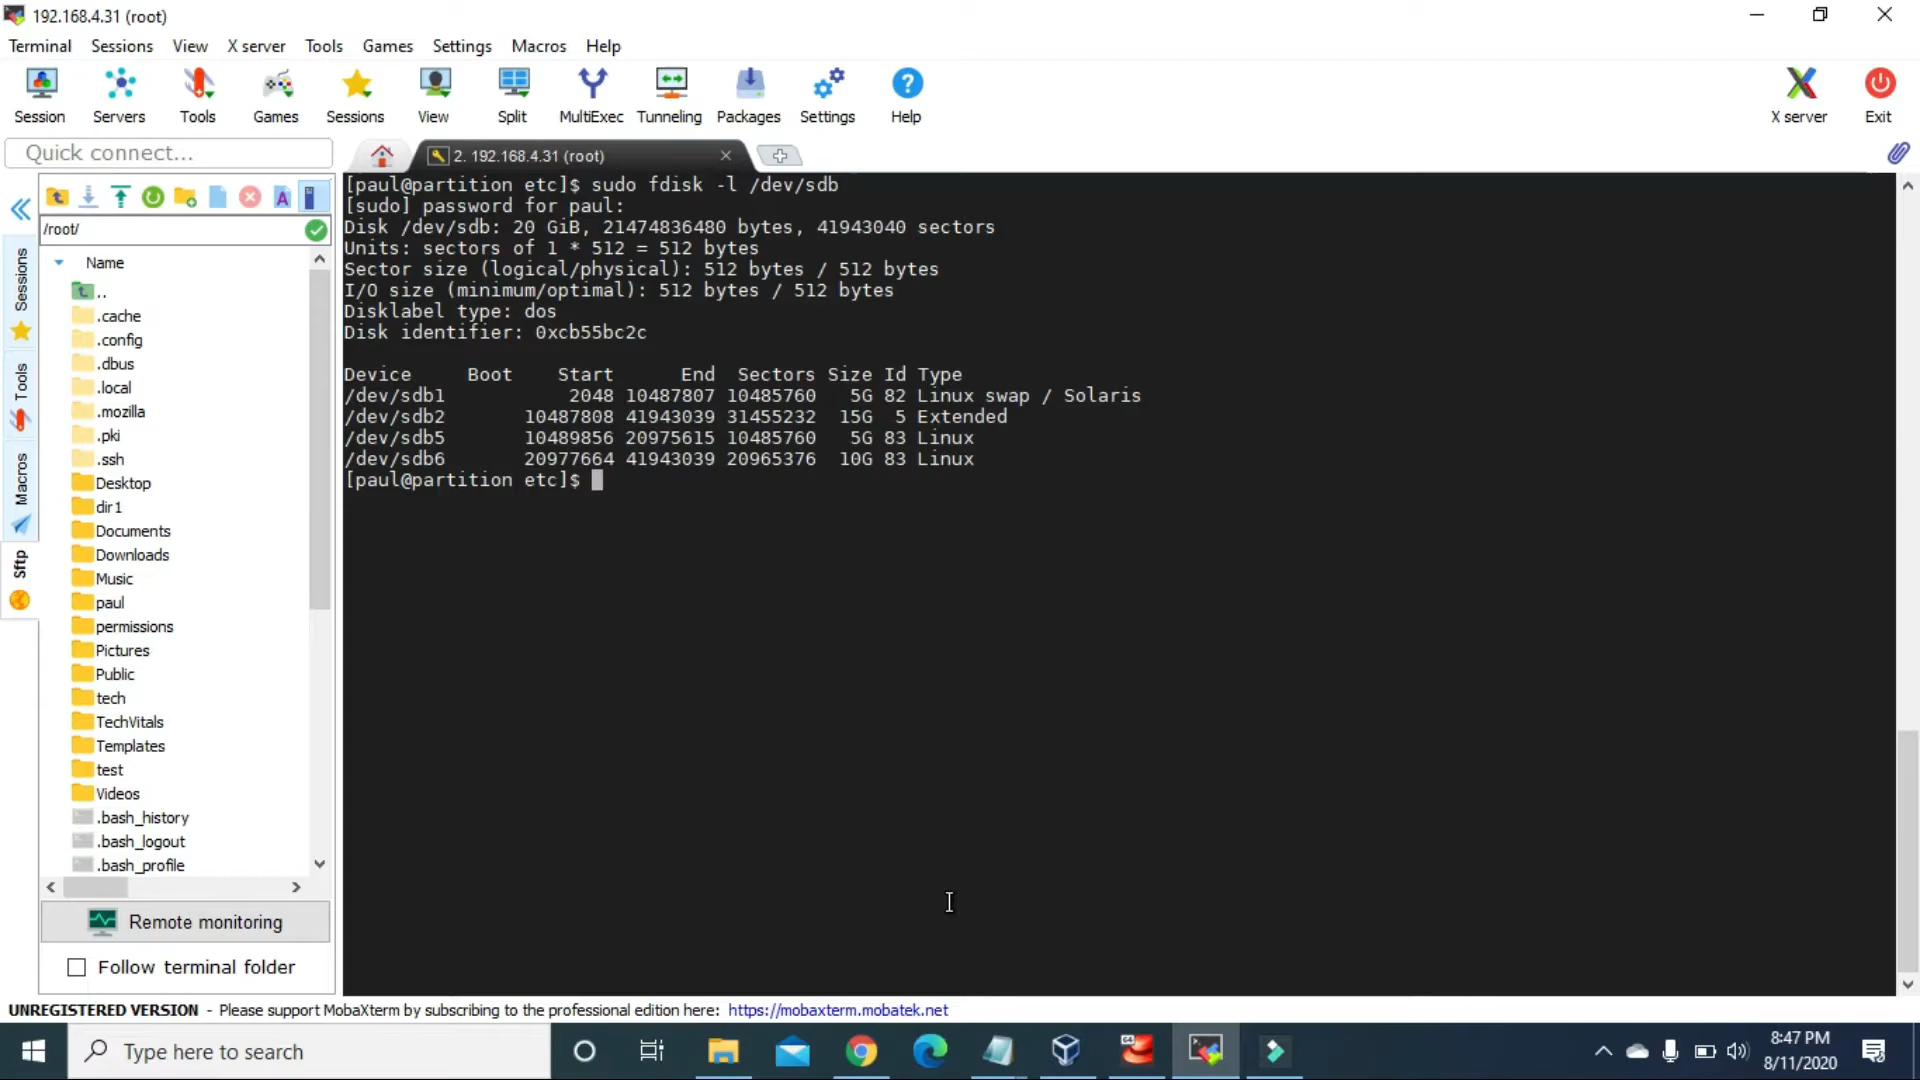 192.168.4.31 (root)
Terminal Sessions View X server Tools Games Settings Macros Help
Session Servers Tools Games Sessions View Split MultiExec Tunneling Packages Settings Help X server Exit
Quick connect...
2. 192.168.4.31 (root)
Sessions
Tools
Macros
Sftp
/root/
Name
..
.cache
.config
.dbus
.local
.mozilla
.pki
.ssh
Desktop
dir1
Documents
Downloads
Music
paul
permissions
Pictures
Public
tech
TechVitals
Templates
test
Videos
.bash_history
.bash_logout
.bash_profile
Remote monitoring
Follow terminal folder
[paul@partition etc]$ sudo fdisk -l /dev/sdb
[sudo] password for paul:
Disk /dev/sdb: 20 GiB, 21474836480 bytes, 41943040 sectors
Units: sectors of 1 * 512 = 512 bytes
Sector size (logical/physical): 512 bytes / 512 bytes
I/O size (minimum/optimal): 512 bytes / 512 bytes
Disklabel type: dos
Disk identifier: 0xcb55bc2c
Device Boot Start End Sectors Size Id Type
/dev/sdb1 2048 10487807 10485760 5G 82 Linux swap / Solaris
/dev/sdb2 10487808 41943039 31455232 15G 5 Extended
/dev/sdb5 10489856 20975615 10485760 5G 83 Linux
/dev/sdb6 20977664 41943039 20965376 10G 83 Linux
[paul@partition etc]$
UNREGISTERED VERSION - Please support MobaXterm by subscribing to the professional edition here: https://mobaxterm.mobatek.net
Type here to search
8:47 PM
8/11/2020